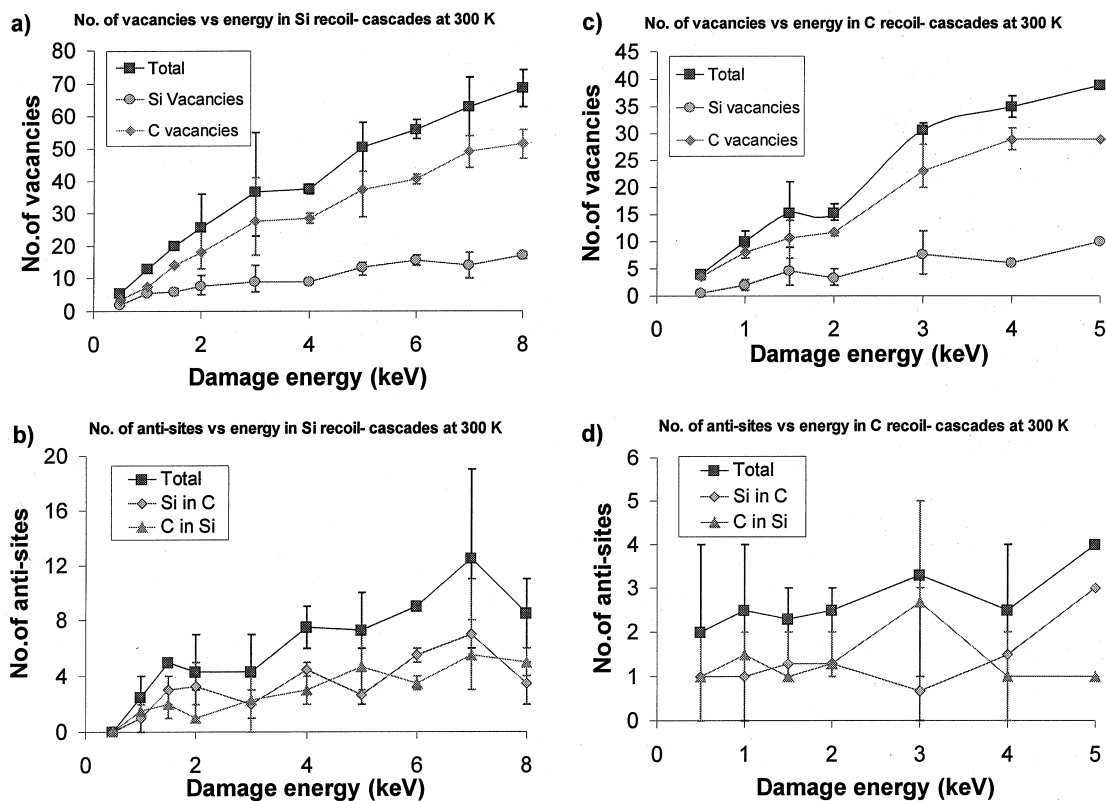 a)
No. of vacancies vs energy in Si recoil- cascades at 300 K
No.of vacancies
80
70
60
50
40
30
20
10
0
Total
Si Vacancies
C vacancies
0
2
4
6
8
Damage energy (keV)
c)
No. of vacancies vs energy in C recoil- cascades at 300 K
No.of vacancies
45
40
35
30
25
20
15
10
5
0
Total
Si vacancies
C vacancies
0
1
2
3
4
5
Damage energy (keV)
b)
No. of anti-sites vs energy in Si recoil- cascades at 300 K
No.of anti-sites
20
16
12
8
4
0
Total
Si in C
C in Si
0
2
4
6
8
Damage energy (keV)
d)
No. of anti-sites vs energy in C recoil- cascades at 300 K
No.of anti-sites
6
5
4
3
2
1
0
Total
Si in C
C in Si
0
1
2
3
4
5
Damage energy (keV)